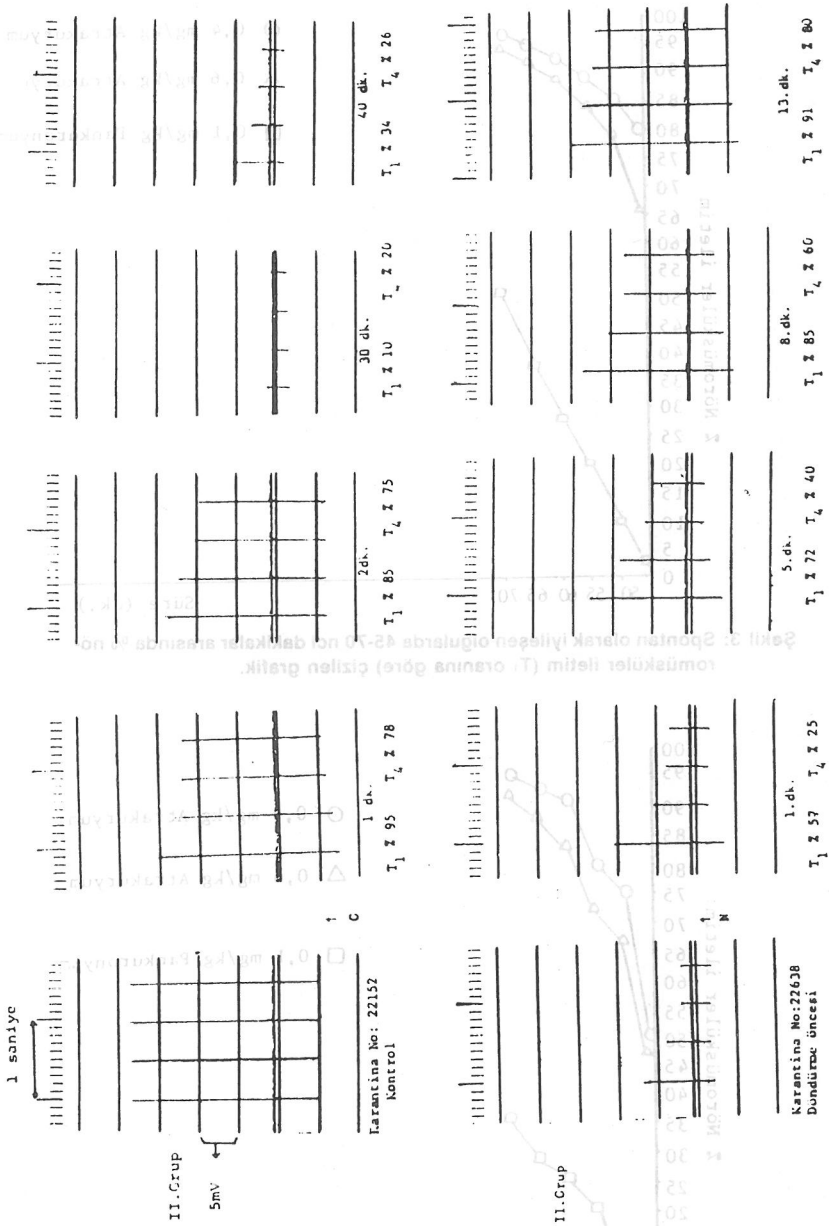 1 saniye
II.Grup
5mV
Karantina No: 22152
Kontrol
↑
C
1 dk.
T₁ % 95 T₄ % 78
2dk.
T₁ % 85 T₄ % 75
30 dk.
T₁ % 10 T₄ % 20
40 dk.
T₁ % 34 T₄ % 26
II.Grup
Karantina No:22638
Döndürme öncesi
↑
N
1.dk.
T₁ % 57 T₄ % 25
5.dk.
T₁ % 72 T₄ % 40
8.dk.
T₁ % 85 T₄ % 60
13.dk.
T₁ % 91 T₄ % 80
Şekil 3: Spontan olarak iyileşen olgularda 45-70 nci dakikalar arasında % nö-
romüsküler iletim (T₁ oranına göre) çizilen grafik.